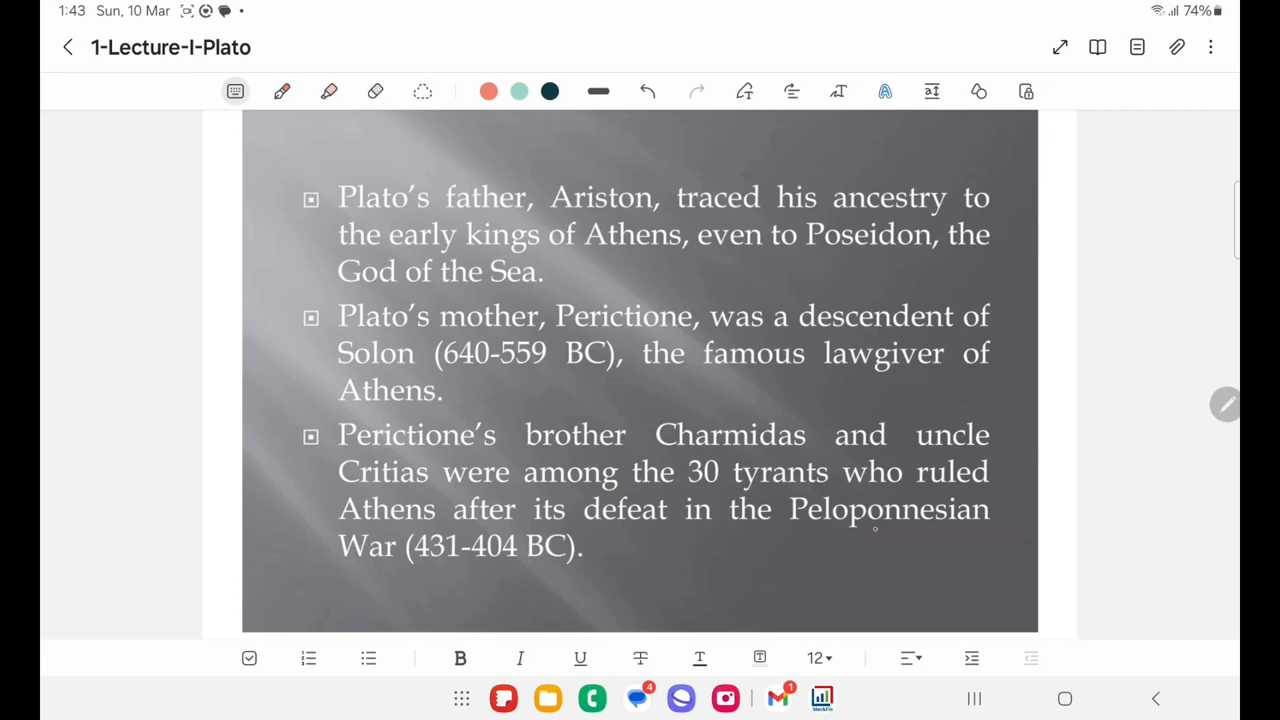 1:43 Sun, 10 Mar
74%
1-Lecture-I-Plato
Plato’s father, Ariston, traced his ancestry to
the early kings of Athens, even to Poseidon, the
God of the Sea.
Plato’s mother, Perictione, was a descendent of
Solon (640-559 BC), the famous lawgiver of
Athens.
Perictione’s brother Charmidas and uncle
Critias were among the 30 tyrants who ruled
Athens after its defeat in the Peloponnesian
War (431-404 BC).
B I U T T T 12
4 1
StockFin